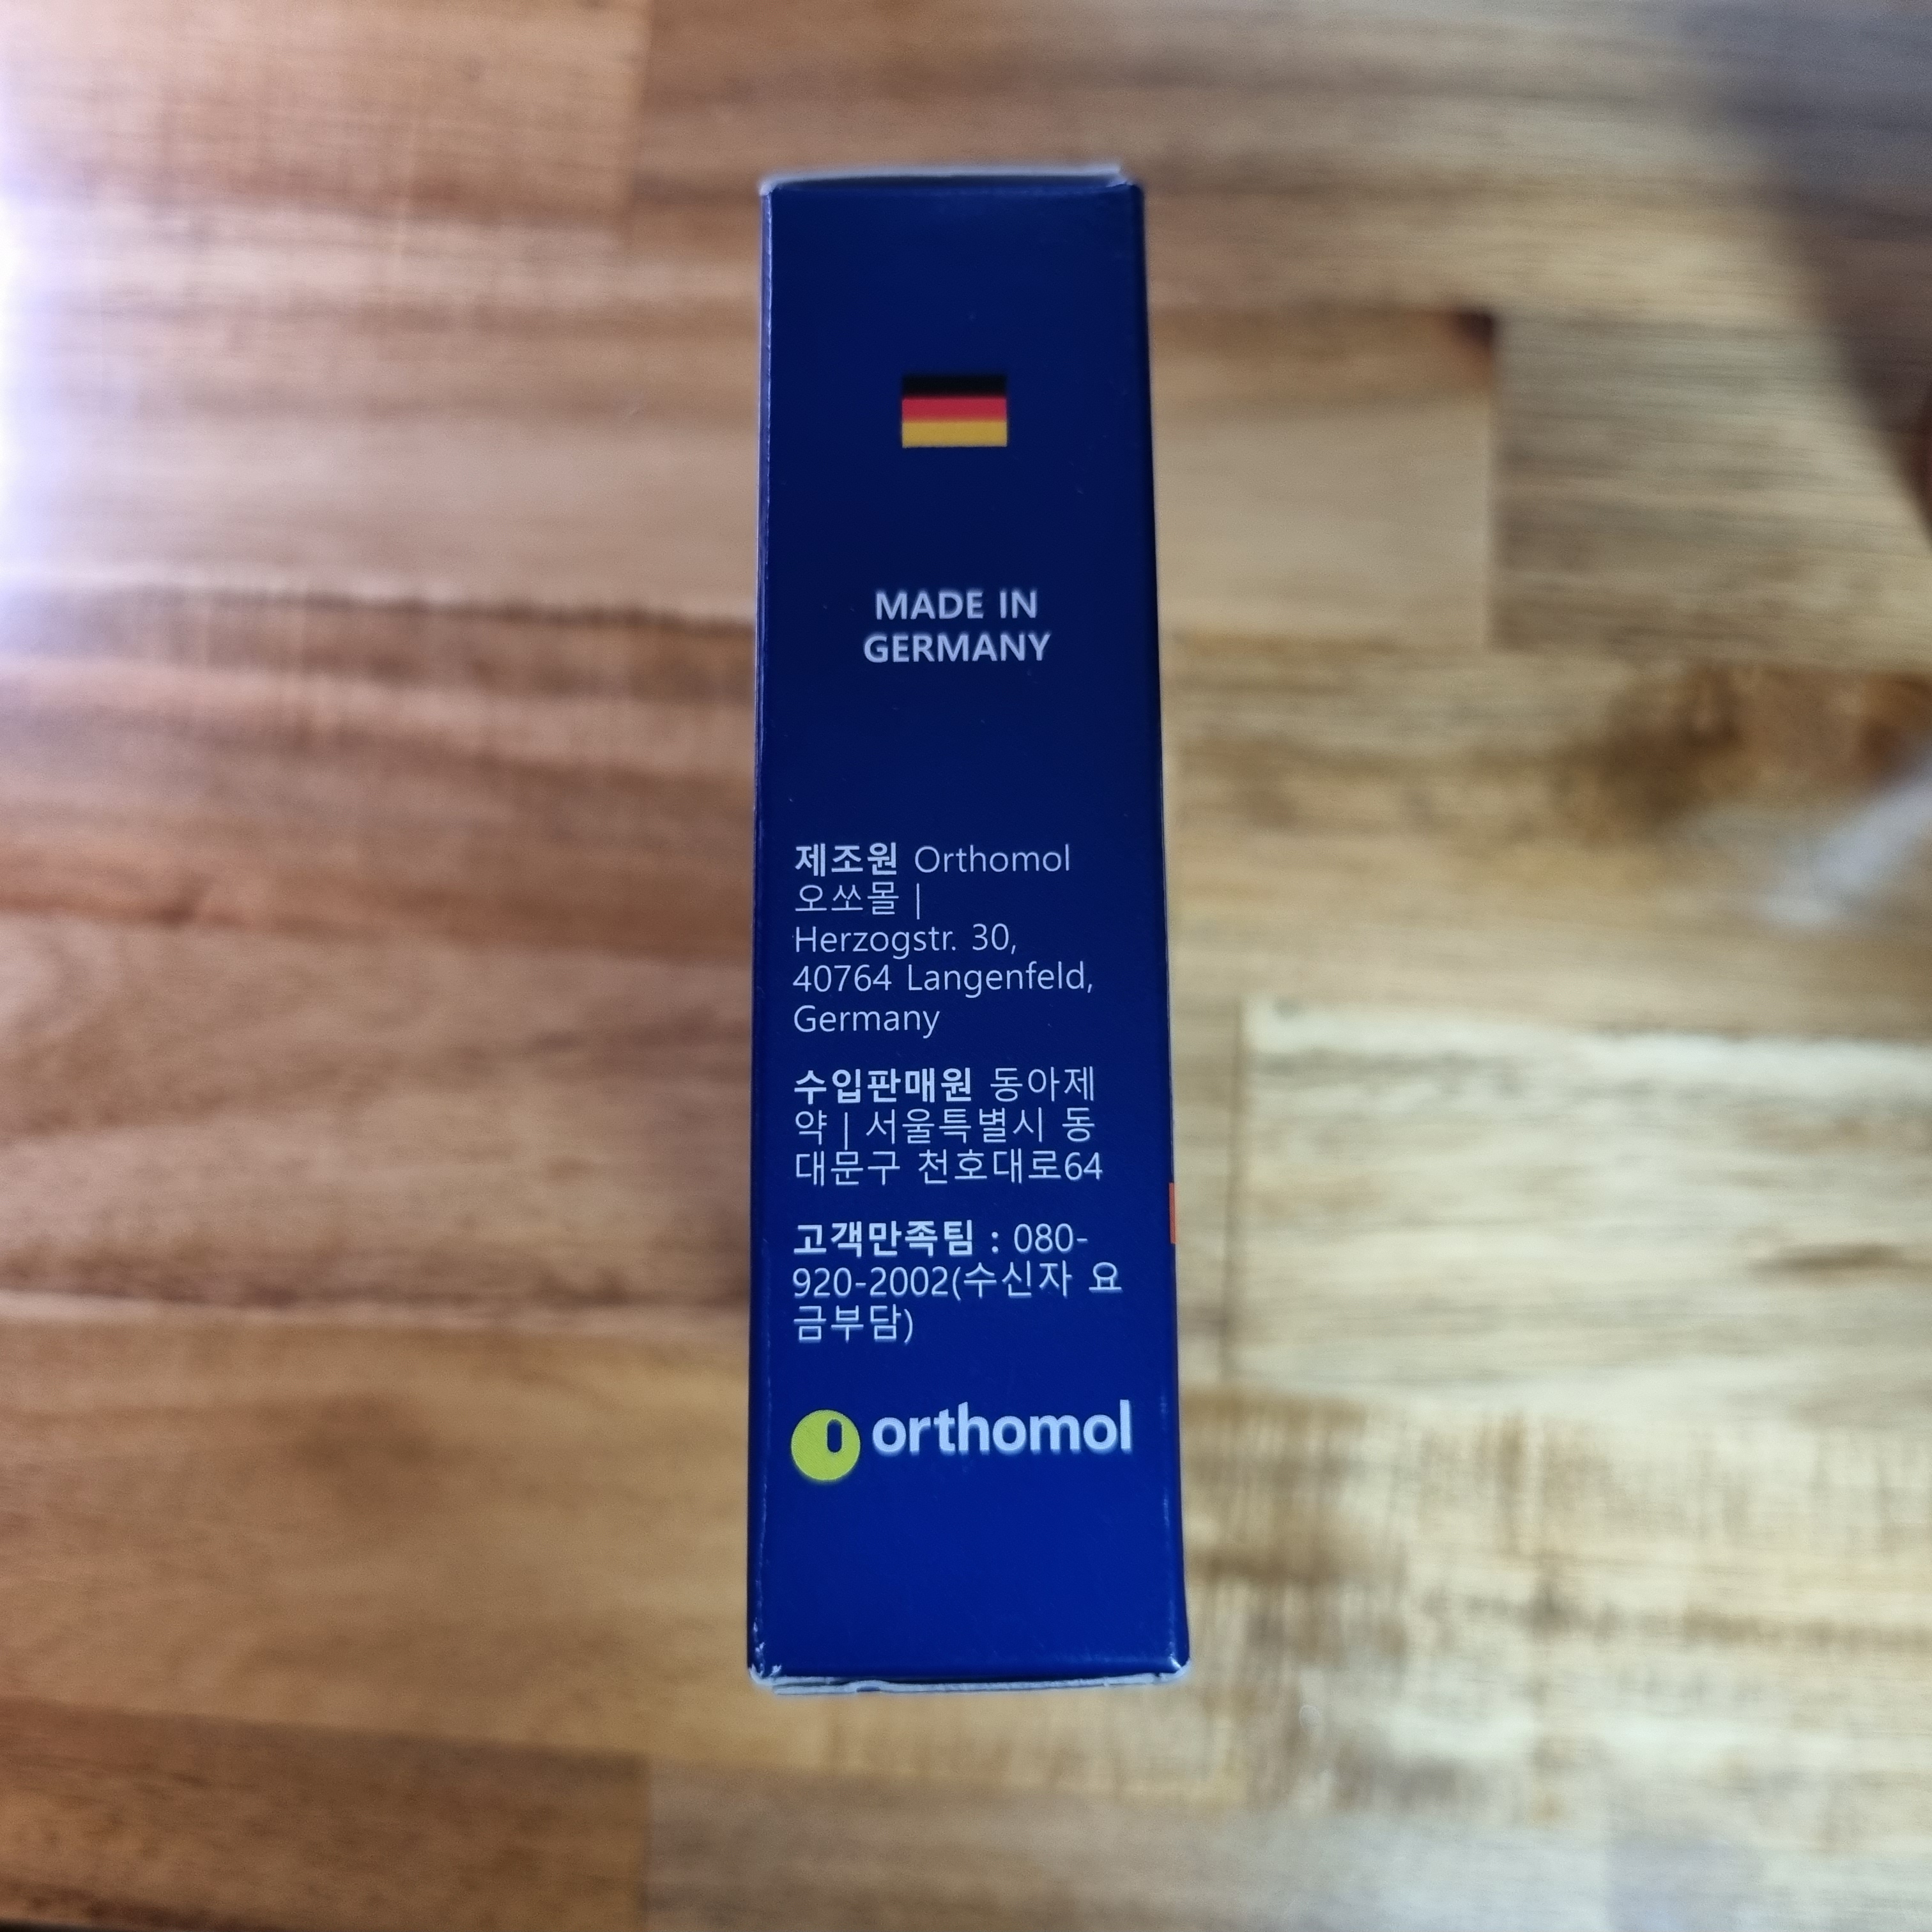 MADE IN
GERMANY
제조원 Orthomol
오쏘몰 |
Herzogstr. 30,
40764 Langenfeld,
Germany
수입판매원 동아제
약 | 서울특별시 동
대문구 천호대로64
고객만족팀 : 080-
920-2002(수신자 요
금부담)
orthomol